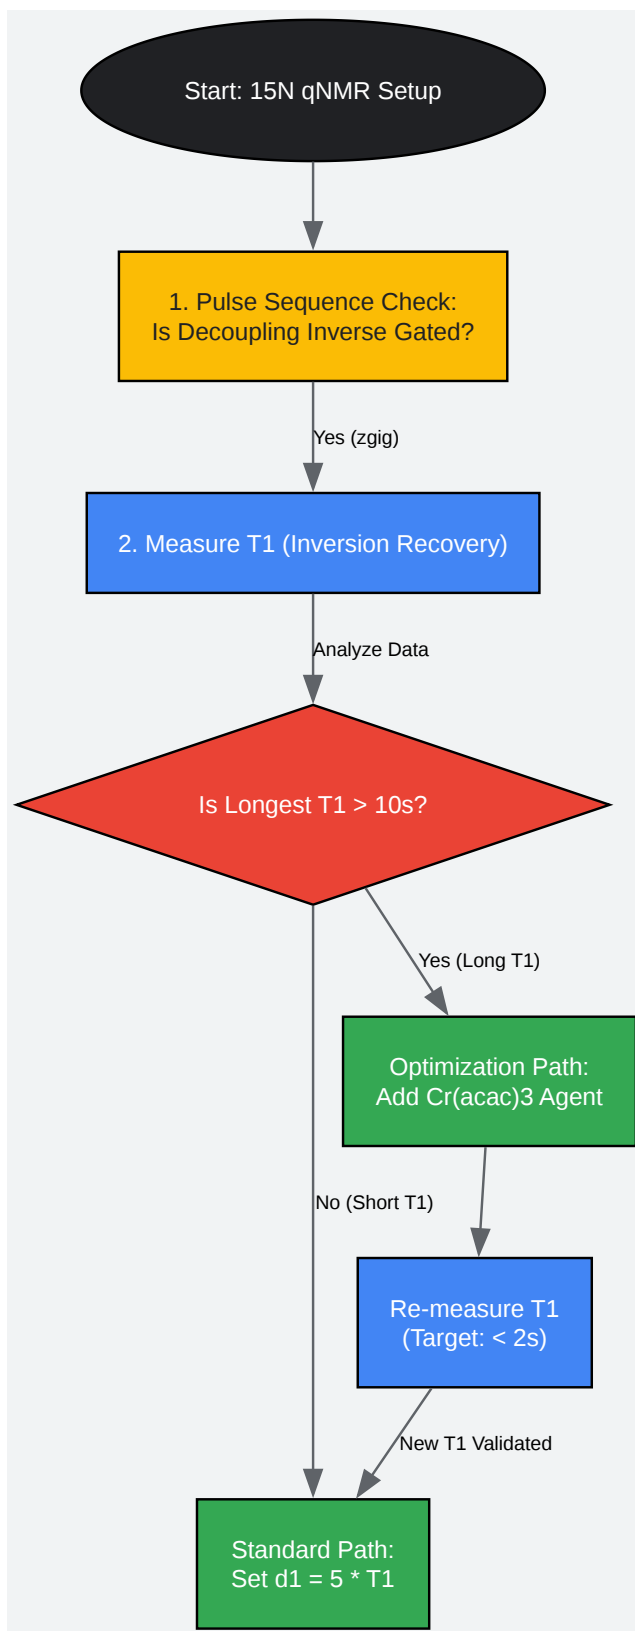 Start: 15N qNMR Setup
1. Pulse Sequence Check:
Is Decoupling Inverse Gated?
Yes (zgig)
2. Measure T1 (Inversion Recovery)
Analyze Data
Is Longest T1 > 10s?
Yes (Long T1)
Optimization Path:
Add Cr(acac)3 Agent
No (Short T1)
Re-measure T1
(Target: < 2s)
New T1 Validated
Standard Path:
Set d1 = 5 * T1